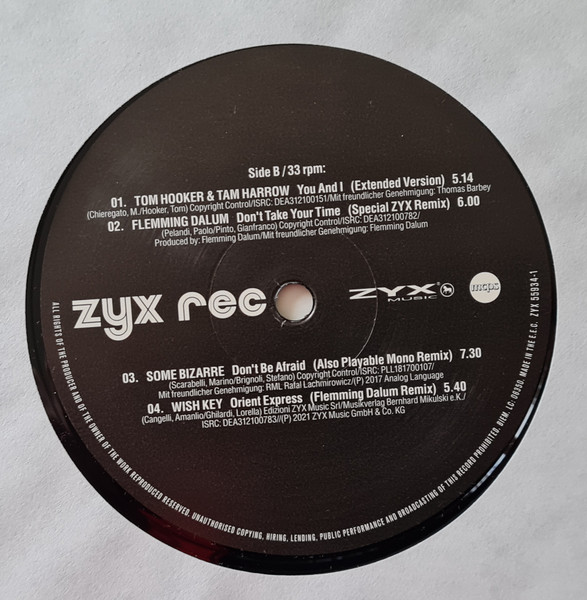 Side B / 33 rpm:
01. TOM HOOKER & TAM HARROW You And I (Extended Version) 5.14
(Chieregato, M./Hooker, Tom) Copyright Control/ISRC: DEA312100151/Mit freundlicher Genehmigung: Thomas Barbey
02. FLEMMING DALUM Don't Take Your Time (Special ZYX Remix) 6.00
(Pelandi, Paolo/Pinto, Gianfranco) Copyright Control/ISRC: DEA312100782/
Produced by: Flemming Dalum/Mit freundlicher Genehmigung: Flemming Dalum
zyx rec
ZYX®
MUSIC
mcps
03. SOME BIZARRE Don't Be Afraid (Also Playable Mono Remix) 7.30
(Scarabelli, Marino/Brignoli, Stefano) Copyright Control/ISRC: PLL181700107/
Mit freundlicher Genehmigung: RML Rafal Lachmirowicz/(P) 2017 Analog Language
04. WISH KEY Orient Express (Flemming Dalum Remix) 5.40
(Cangelli, Amanlio/Ghilardi, Lorella) Edizioni ZYX Music Srl/Musikverlag Bernhard Mikulski e.K./
ISRC: DEA312100783//(P) 2021 ZYX Music GmbH & Co. KG
ALL RIGHTS OF THE PRODUCER AND OF THE OWNER OF THE WORK REPRODUCED RESERVED. UNAUTHORISED COPYING, HIRING, LENDING, PUBLIC PERFORMANCE AND BROADCASTING OF THIS RECORD PROHIBITED. BIEM. LC: 09350. MADE IN THE E.E.C. ZYX 55934-1